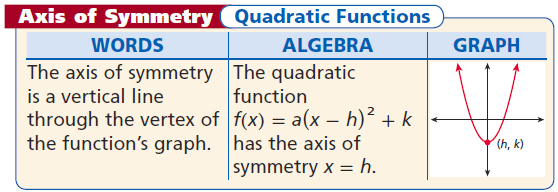 Axis of Symmetry Quadratic Functions
WORDS ALGEBRA GRAPH
The axis of symmetry
is a vertical line
through the vertex of
the function's graph.
The quadratic
function
f(x) = a(x − h)² + k
has the axis of
symmetry x = h.
(h, k)